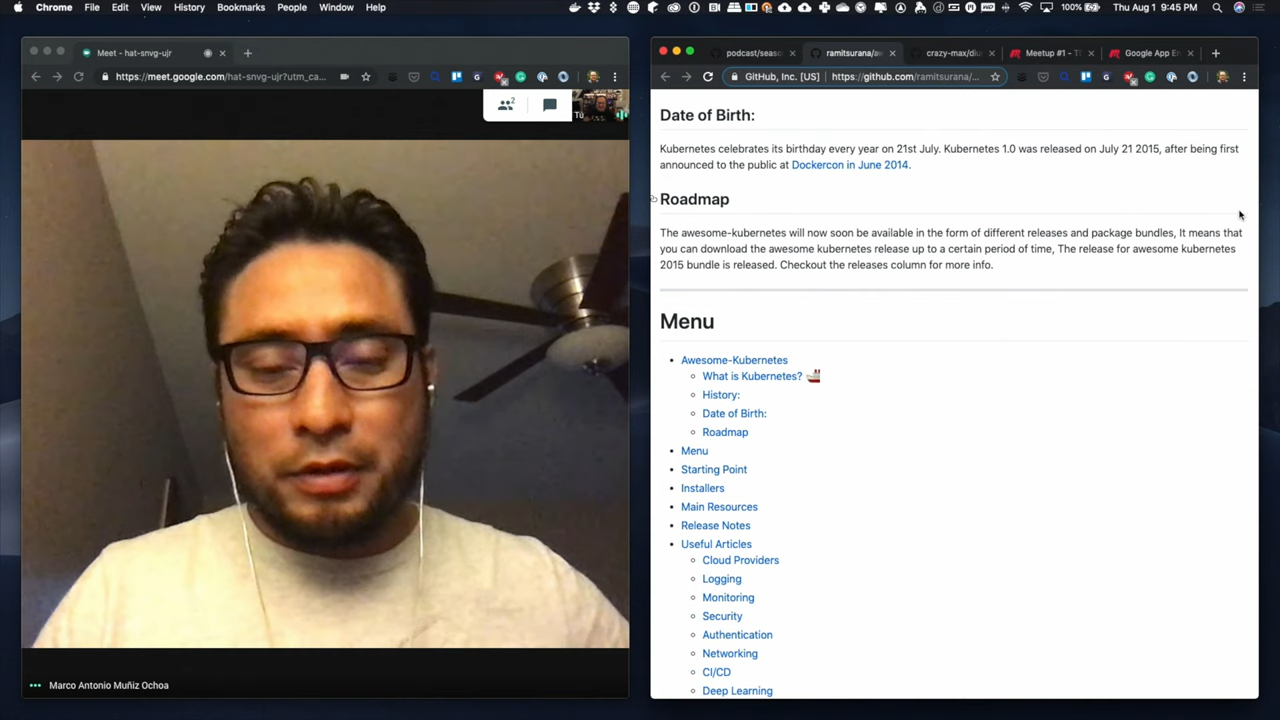 Chrome File Edit View History Bookmarks People Window Help
100% Thu Aug 1 9:45 PM
Meet - hat-snvg-ujr
https://meet.google.com/hat-snvg-ujr?utm_ca...
2
Tú
Marco Antonio Muñiz Ochoa
podcast/seaso
ramitsurana/aw
crazy-max/diu
Meetup #1 - Tł
Google App En
GitHub, Inc. [US] https://github.com/ramitsurana/...
Date of Birth:
Kubernetes celebrates its birthday every year on 21st July. Kubernetes 1.0 was released on July 21 2015, after being first
announced to the public at Dockercon in June 2014.
Roadmap
The awesome-kubernetes will now soon be available in the form of different releases and package bundles, It means that
you can download the awesome kubernetes release up to a certain period of time, The release for awesome kubernetes
2015 bundle is released. Checkout the releases column for more info.
Menu
Awesome-Kubernetes
What is Kubernetes?
History:
Date of Birth:
Roadmap
Menu
Starting Point
Installers
Main Resources
Release Notes
Useful Articles
Cloud Providers
Logging
Monitoring
Security
Authentication
Networking
CI/CD
Deep Learning